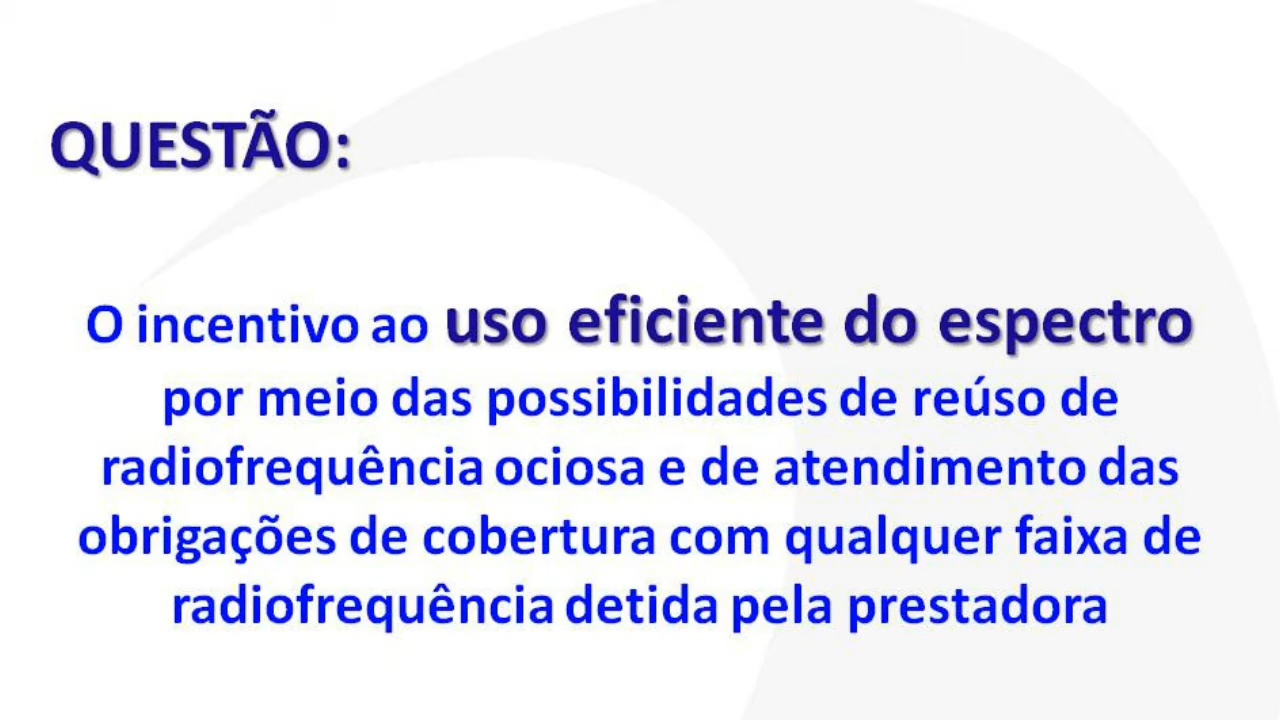 QUESTÃO:
O incentivo ao uso eficiente do espectro
por meio das possibilidades de reúso de
radiofrequência ociosa e de atendimento das
obrigações de cobertura com qualquer faixa de
radiofrequência detida pela prestadora